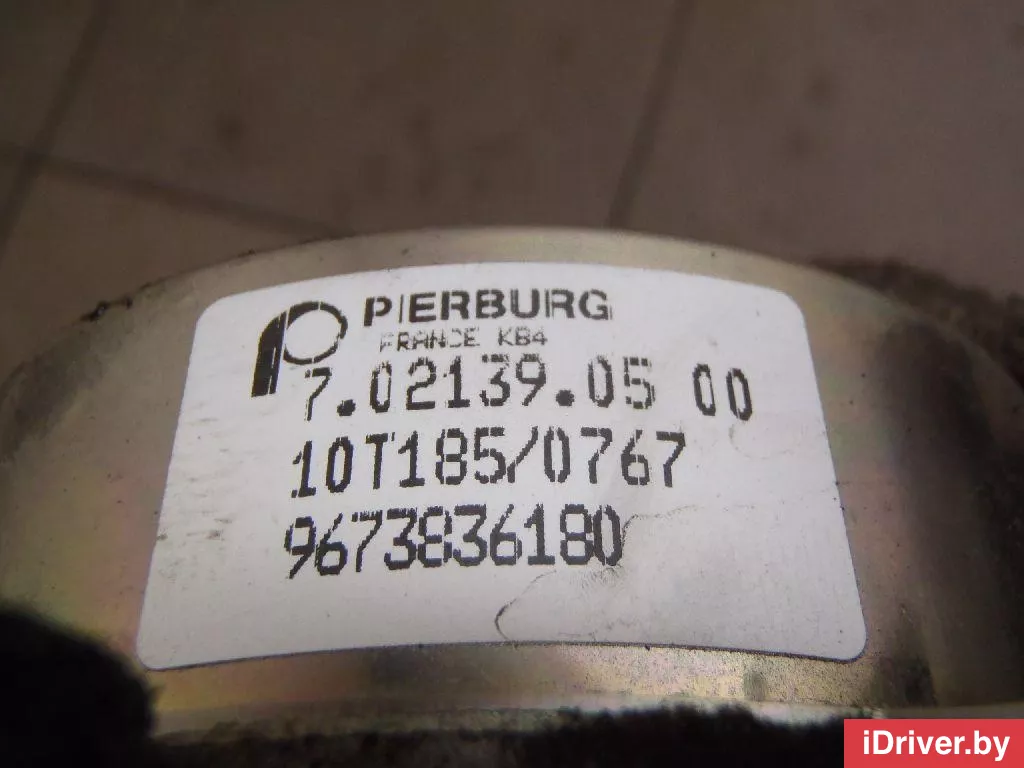 PIERBURG
FRANCE KB4
7.02139.05 00
10T185/0767
9673836180
iDriver.by